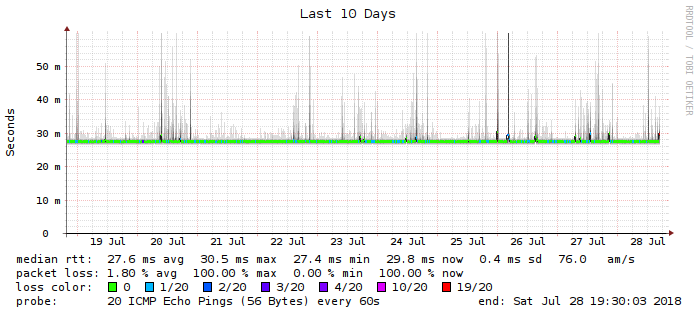 Last 10 Days
RRDTOOL / TOBI OETIKER
Seconds
50 m
40 m
30 m
20 m
10 m
0
19 Jul 20 Jul 21 Jul 22 Jul 23 Jul 24 Jul 25 Jul 26 Jul 27 Jul 28 Jul
median rtt: 27.6 ms avg 30.5 ms max 27.4 ms min 29.8 ms now 0.4 ms sd 76.0 am/s
packet loss: 1.80 % avg 100.00 % max 0.00 % min 100.00 % now
loss color: 0 1/20 2/20 3/20 4/20 10/20 19/20
probe: 20 ICMP Echo Pings (56 Bytes) every 60s end: Sat Jul 28 19:30:03 2018